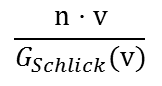 n · v
G_Schlick(v)